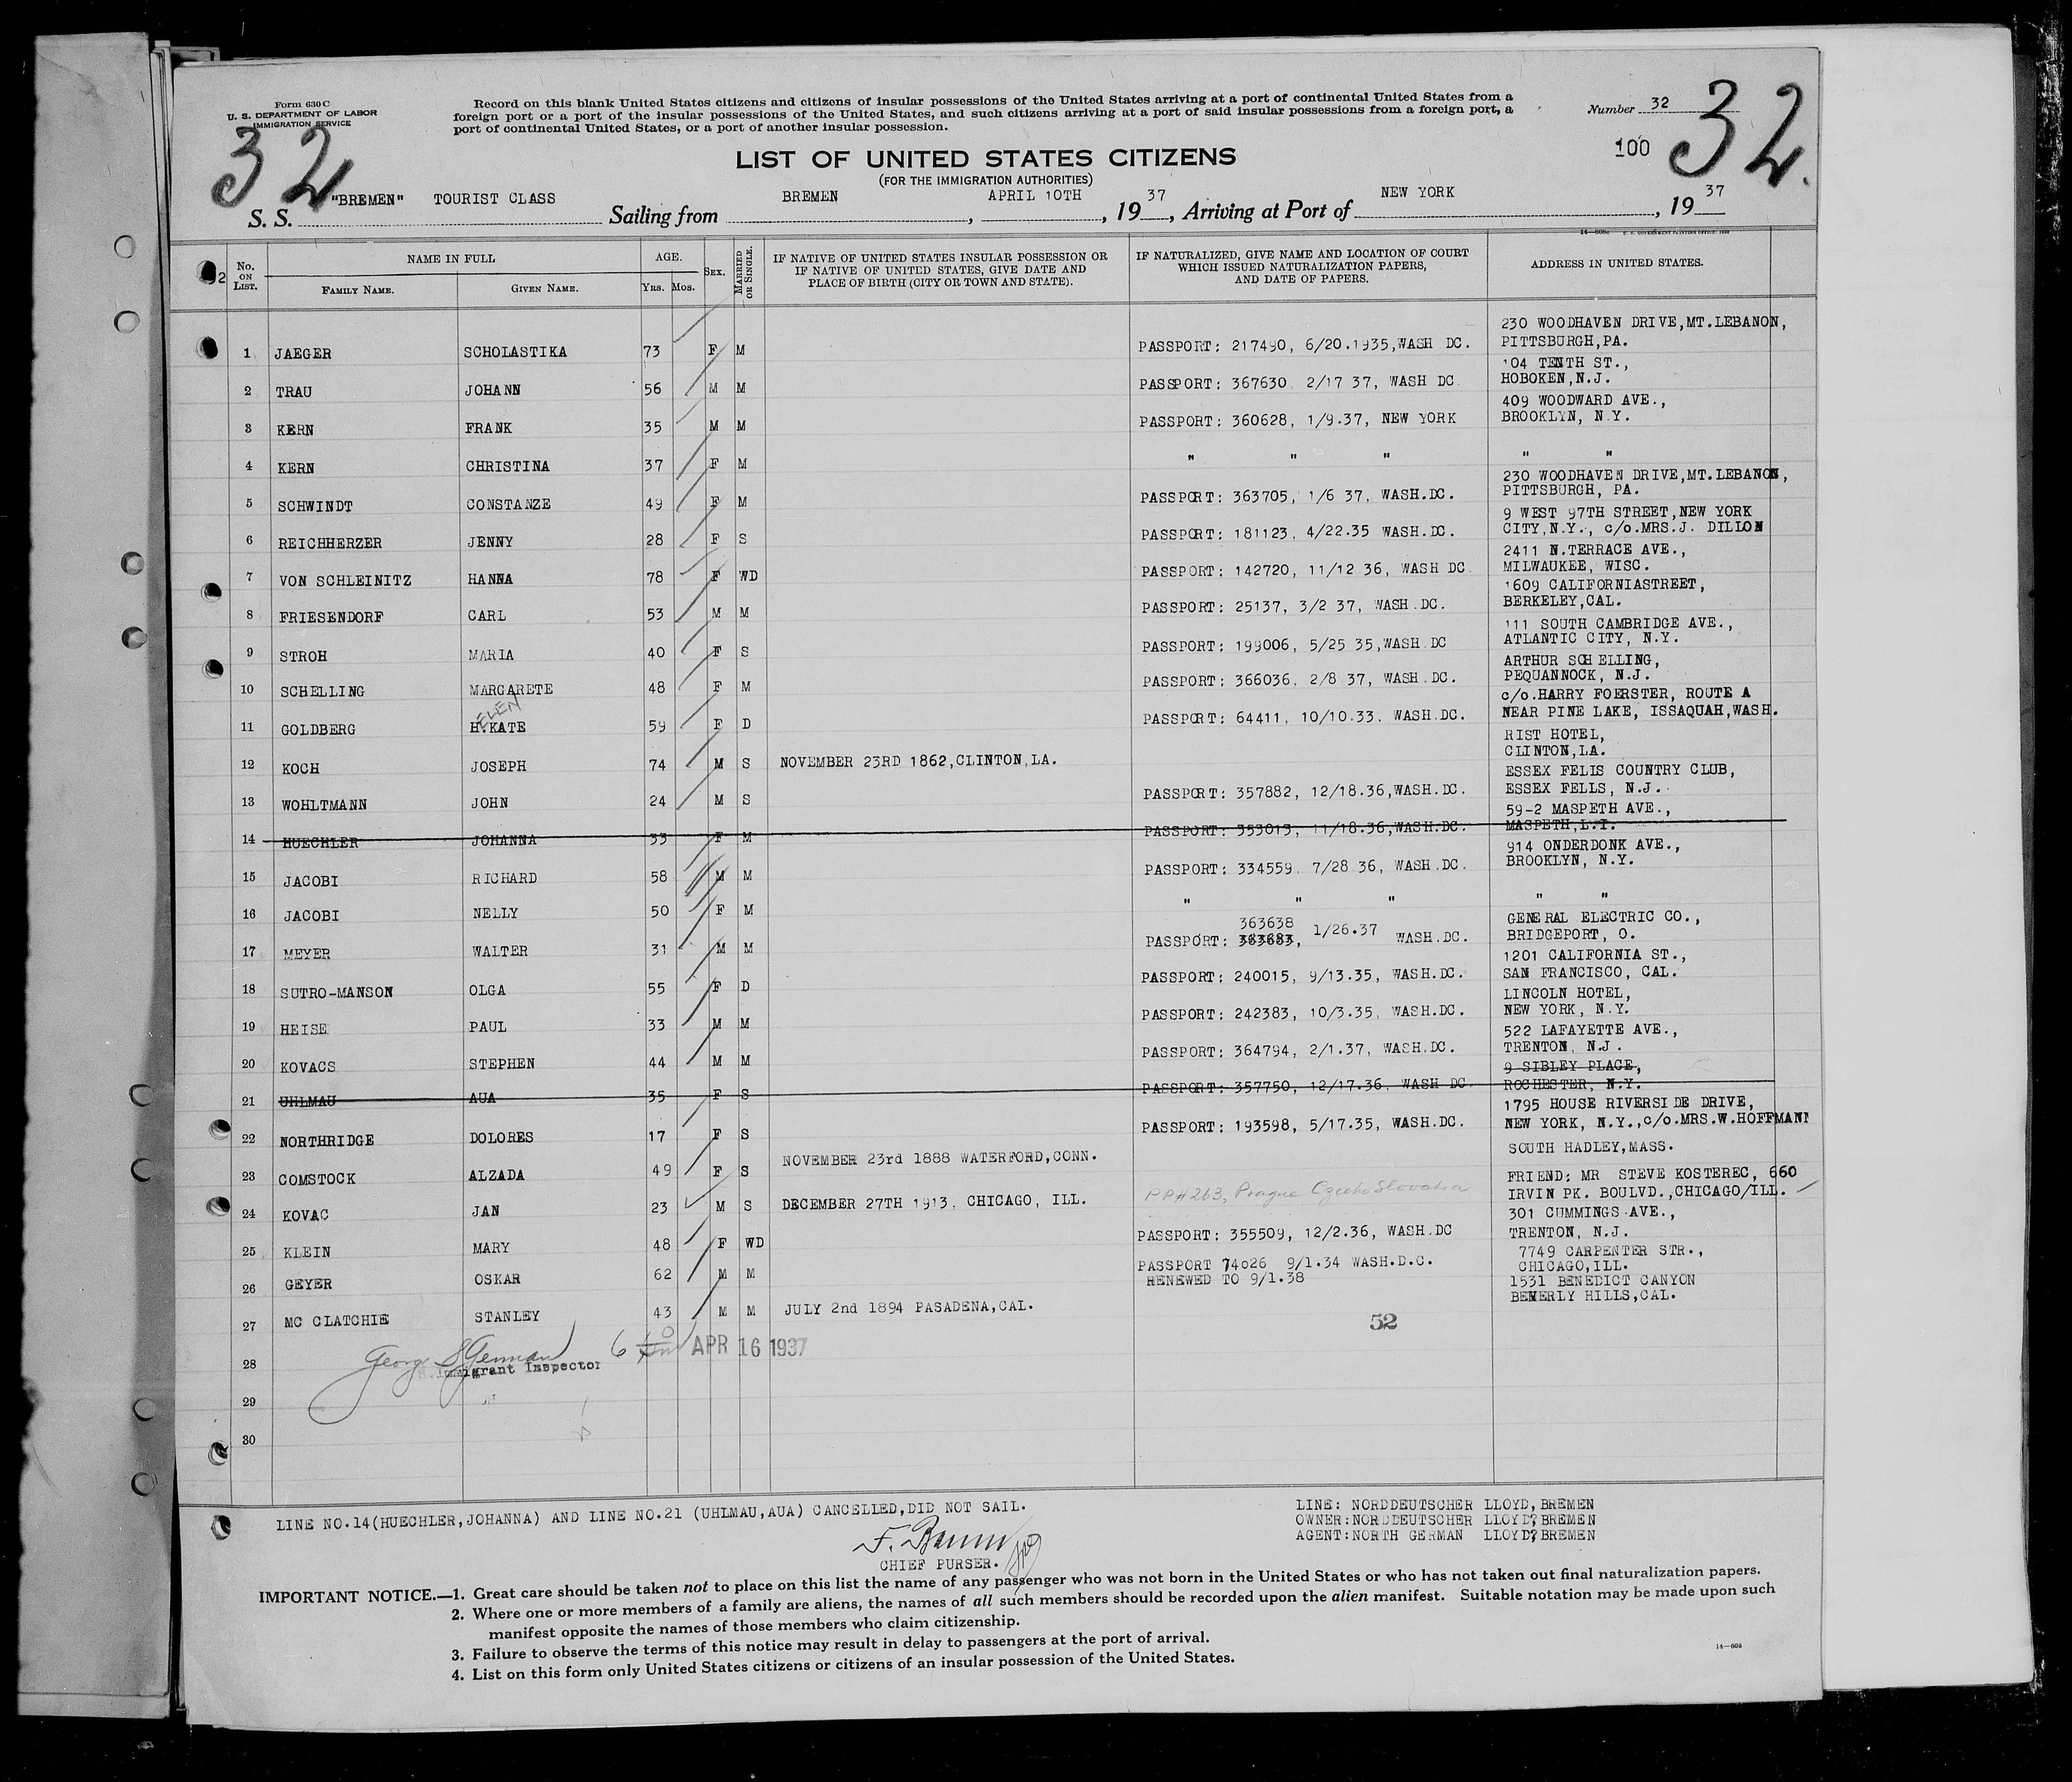 Form 630 C
U. S. DEPARTMENT OF LABOR
IMMIGRATION SERVICE
Record on this blank United States citizens and citizens of insular possessions of the United States arriving at a port of continental United States from a
foreign port or a port of the insular possessions of the United States, and such citizens arriving at a port of said insular possessions from a foreign port, a
port of continental United States, or a port of another insular possession.
Number 32
32
32.
100
LIST OF UNITED STATES CITIZENS
(FOR THE IMMIGRATION AUTHORITIES)
S. S. "BREMEN" TOURIST CLASS Sailing from BREMEN, APRIL 10TH, 1937, Arriving at Port of NEW YORK, 1937
No. ON LIST. NAME IN FULL FAMILY NAME. GIVEN NAME. AGE. YRS. MOS. SEX. MARRIED OR SINGLE. IF NATIVE OF UNITED STATES INSULAR POSSESSION OR IF NATIVE OF UNITED STATES, GIVE DATE AND PLACE OF BIRTH (CITY OR TOWN AND STATE). IF NATURALIZED, GIVE NAME AND LOCATION OF COURT WHICH ISSUED NATURALIZATION PAPERS, AND DATE OF PAPERS. ADDRESS IN UNITED STATES.
1 JAEGER SCHOLASTIKA 73 F M PASSPORT: 217490, 6/20.1935,WASH DC. 230 WOODHAVEN DRIVE,MT.LEBANON, PITTSBURGH,PA.
2 TRAU JOHANN 56 M M PASSPORT: 367630 2/17 37, WASH DC 104 TENTH ST., HOBOKEN,N.J.
3 KERN FRANK 35 M M PASSPORT: 360628, 1/9.37, NEW YORK 409 WOODWARD AVE., BROOKLYN, N.Y.
4 KERN CHRISTINA 37 F M " " " " "
5 SCHWINDT CONSTANZE 49 F M PASSPORT: 363705, 1/6 37, WASH.DC. 230 WOODHAVEN DRIVE,MT.LEBANON, PITTSBURGH, PA.
6 REICHHERZER JENNY 28 F S PASSPORT: 181123, 4/22.35 WASH.DC. 9 WEST 97TH STREET,NEW YORK CITY,N.Y., c/o.MRS.J. DILLON
7 VON SCHLEINITZ HANNA 78 F WD PASSPORT: 142720, 11/12 36, WASH DC 2411 N.TERRACE AVE., MILWAUKEE, WISC.
8 FRIESENDORF CARL 53 M M PASSPORT: 25137, 3/2 37, WASH.DC. 1609 CALIFORNIASTREET, BERKELEY,CAL.
9 STROH MARIA 40 F S PASSPORT: 199006, 5/25 35,WASH DC 111 SOUTH CAMBRIDGE AVE., ATLANTIC CITY, N.Y.
10 SCHELLING MARGARETE 48 F M PASSPORT: 366036, 2/8 37, WASH.DC. ARTHUR SCHELLING, PEQUANNOCK, N.J.
11 GOLDBERG H.KATE ELEN 59 F D PASSPORT: 64411, 10/10.33. WASH.DC. c/o.HARRY FOERSTER, ROUTE A NEAR PINE LAKE, ISSAQUAH,WASH.
12 KOCH JOSEPH 74 M S NOVEMBER 23RD 1862,CLINTON,LA. RIST HOTEL, CLINTON,LA.
13 WOHLTMANN JOHN 24 M S PASSPORT: 357882, 12/18.36,WASH.DC. ESSEX FELIS COUNTRY CLUB, ESSEX FELLS, N.J.
14 HUECHLER JOHANNA 33 F M PASSPORT: 353013, 11/18.36,WASH.DC. 59-2 MASPETH AVE., MASPETH,L.I.
15 JACOBI RICHARD 58 M M PASSPORT: 334559 7/28 36, WASH.DC. 914 ONDERDONK AVE., BROOKLYN, N.Y.
16 JACOBI NELLY 50 F M " " " " "
17 MEYER WALTER 31 M M PASSPORT: 363683, 363638 1/26.37 WASH.DC. GENERAL ELECTRIC CO., BRIDGEPORT, O.
18 SUTRO-MANSON OLGA 55 F D PASSPORT: 240015, 9/13.35, WASH.DC. 1201 CALIFORNIA ST., SAN FRANCISCO, CAL.
19 HEISE PAUL 33 M M PASSPORT: 242383, 10/3.35, WASH.DC. LINCOLN HOTEL, NEW YORK, N.Y.
20 KOVACS STEPHEN 44 M M PASSPORT: 364794, 2/1.37, WASH.DC. 522 LAFAYETTE AVE., TRENTON, N.J.
21 UHLMAU AUA 35 F S PASSPORT: 357750, 12/17.36, WASH DC 9 SIBLEY PLACE, ROCHESTER, N.Y.
22 NORTHRIDGE DOLORES 17 F S PASSPORT: 193598, 5/17.35, WASH.DC. 1795 HOUSE RIVERSIDE DRIVE, NEW YORK, N.Y.,c/o.MRS.W.HOFFMANN
23 COMSTOCK ALZADA 49 F S NOVEMBER 23rd 1888 WATERFORD,CONN. SOUTH HADLEY,MASS.
24 KOVAC JAN 23 M S DECEMBER 27TH 1913, CHICAGO, ILL. PP#263, Prague Czecho Slovakia FRIEND: MR STEVE KOSTEREC, 660 IRVIN PK. BOULVD.,CHICAGO/ILL.
25 KLEIN MARY 48 F WD PASSPORT: 355509, 12/2.36, WASH.DC 301 CUMMINGS AVE., TRENTON, N.J.
26 GEYER OSKAR 62 M M PASSPORT 74026 9/1.34 WASH.D.C. RENEWED TO 9/1.38 7749 CARPENTER STR., CHICAGO,ILL.
27 MC CLATCHIE STANLEY 43 M M JULY 2nd 1894 PASADENA,CAL. 1531 BENEDICT CANYON BEVERLY HILLS,CAL.
52
28 George S German APR 16 1937
Immigrant Inspector
29
30
LINE NO.14(HUECHLER,JOHANNA) AND LINE NO.21 (UHLMAU,AUA) CANCELLED,DID NOT SAIL.
CHIEF PURSER.
LINE: NORDDEUTSCHER LLOYD,BREMEN
OWNER:NORDDEUTSCHER LLOYD,BREMEN
AGENT:NORTH GERMAN LLOYD,BREMEN
IMPORTANT NOTICE.—1. Great care should be taken not to place on this list the name of any passenger who was not born in the United States or who has not taken out final naturalization papers.
2. Where one or more members of a family are aliens, the names of all such members should be recorded upon the alien manifest. Suitable notation may be made upon such
manifest opposite the names of those members who claim citizenship.
3. Failure to observe the terms of this notice may result in delay to passengers at the port of arrival.
4. List on this form only United States citizens or citizens of an insular possession of the United States.
14—608